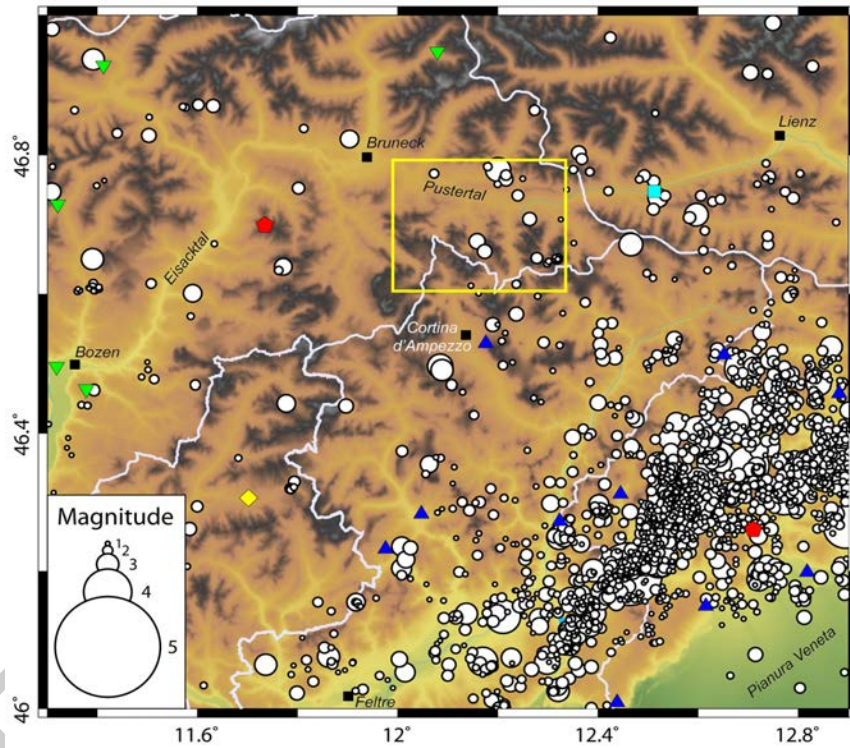 46.8°
46.4°
46°
Bruneck
Lienz
Pustertal
Eisacktal
Cortina
d'Ampezzo
Bozen
Magnitude
1
2
3
4
5
Feltre
Pianura Veneta
11.6°
12°
12.4°
12.8°